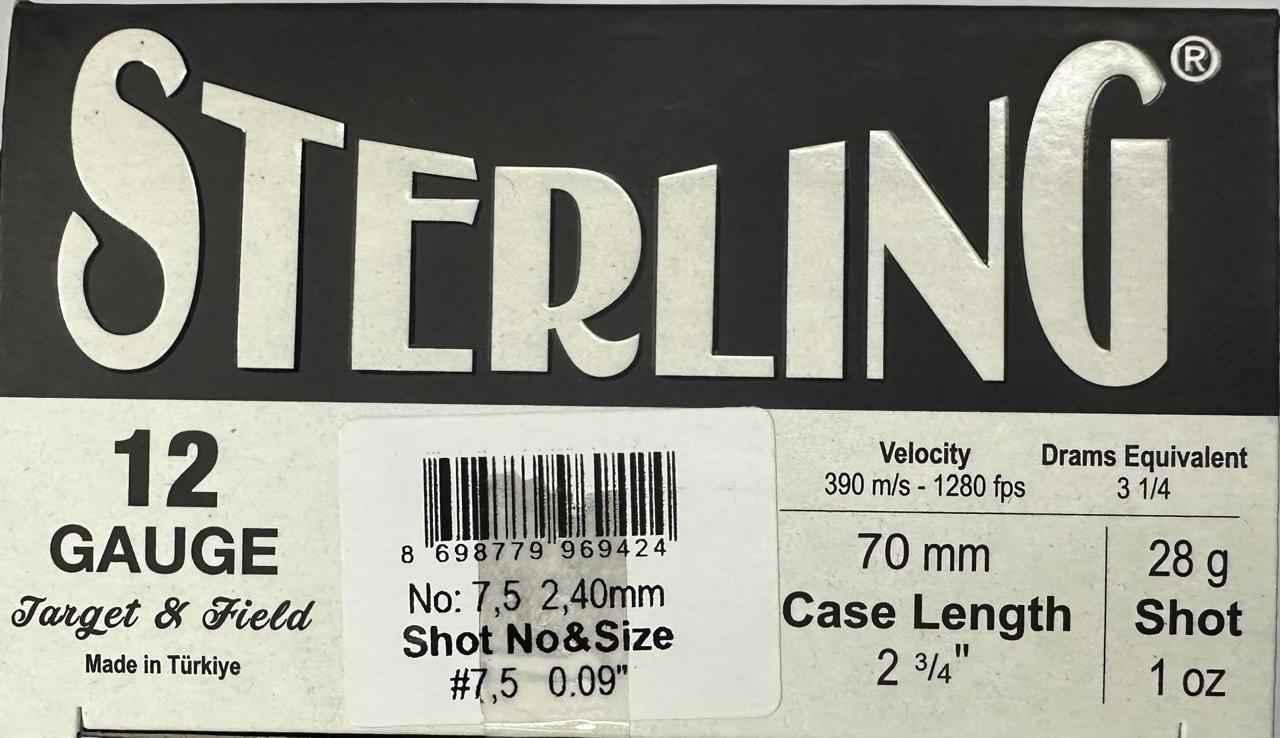 STERLING®
12
GAUGE
Target & Field
Made in Türkiye
8 698779 969424
No: 7,5 2,40mm
Shot No&Size
#7,5 0.09"
Velocity
390 m/s - 1280 fps
Drams Equivalent
3 1/4
70 mm
Case Length
2 3/4"
28 g
Shot
1 oz